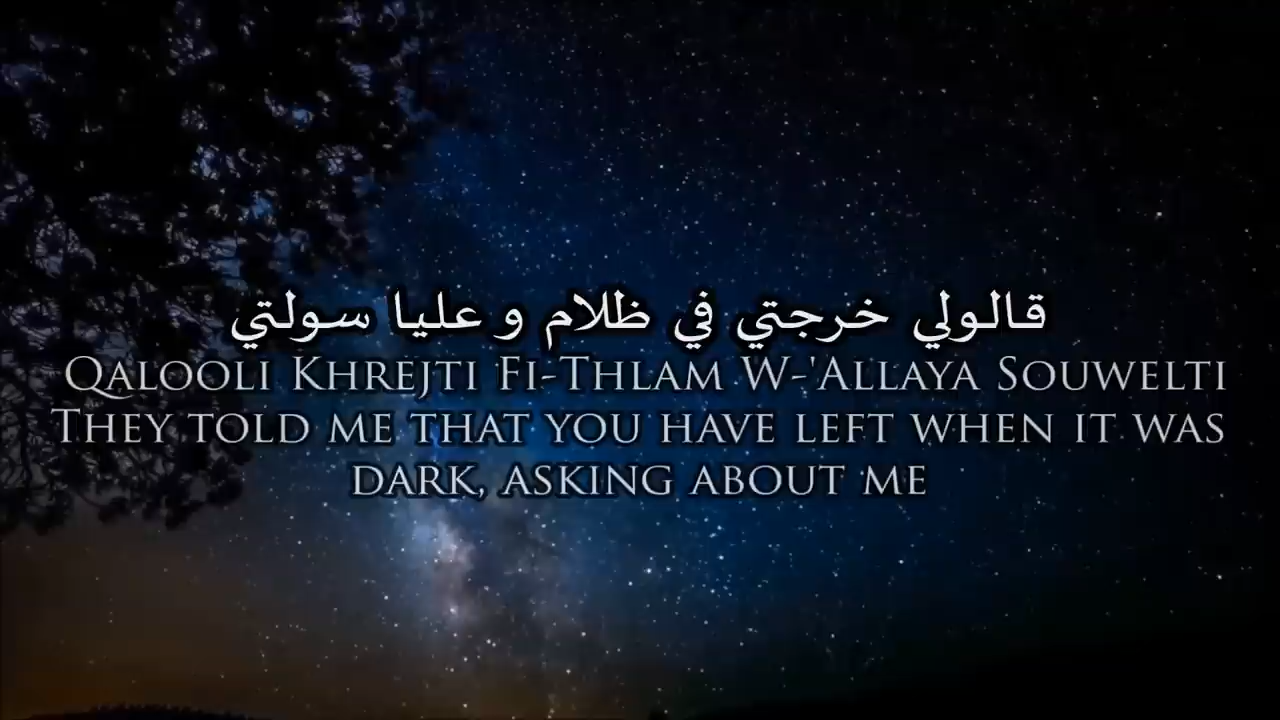 قالولي خرجتي في ظلام و عليا سولتي
Qalooli Khrejti Fi-Thlam W-'Allaya Souwelti
They told me that you have left when it was
dark, asking about me